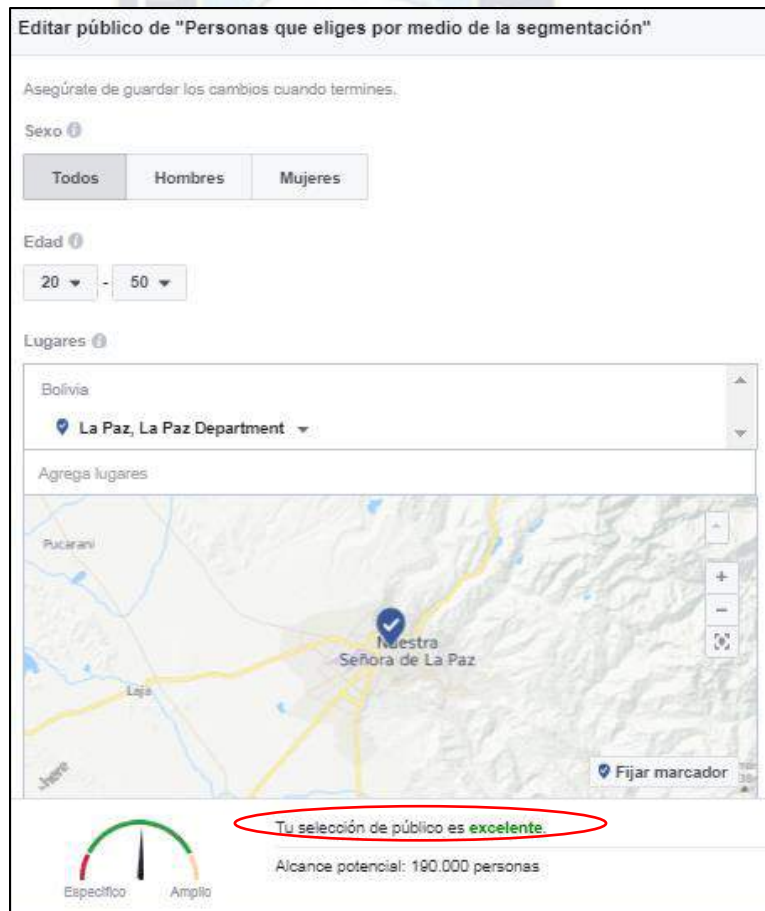 Editar público de "Personas que eliges por medio de la segmentación"
Asegúrate de guardar los cambios cuando termines.
Sexo
Todos Hombres Mujeres
Edad
20 - 50
Lugares
Bolivia
La Paz, La Paz Department
Agrega lugares
Pucarani
Nuestra
Señora de La Paz
Laja
Fijar marcador
Tu selección de público es excelente.
Alcance potencial: 190.000 personas
Específico Amplio